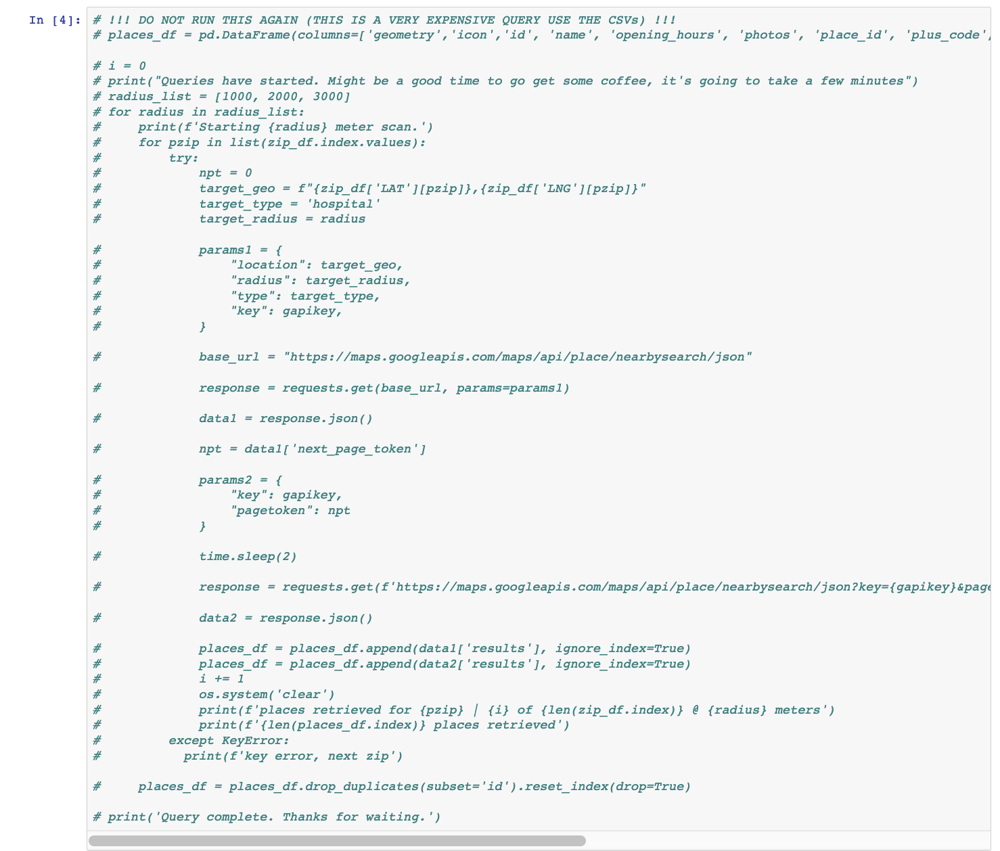 In [4]:
# !!! DO NOT RUN THIS AGAIN (THIS IS A VERY EXPENSIVE QUERY USE THE CSVs) !!!
# places_df = pd.DataFrame(columns=['geometry','icon','id', 'name', 'opening_hours', 'photos', 'place_id', 'plus_code',
# i = 0
# print("Queries have started. Might be a good time to go get some coffee, it's going to take a few minutes")
# radius_list = [1000, 2000, 3000]
# for radius in radius_list:
#     print(f'Starting {radius} meter scan.')
#     for pzip in list(zip_df.index.values):
#         try:
#             npt = 0
#             target_geo = f"{zip_df['LAT'][pzip]},{zip_df['LNG'][pzip]}"
#             target_type = 'hospital'
#             target_radius = radius
#             params1 = {
#                 "location": target_geo,
#                 "radius": target_radius,
#                 "type": target_type,
#                 "key": gapikey,
#             }
#             base_url = "https://maps.googleapis.com/maps/api/place/nearbysearch/json"
#             response = requests.get(base_url, params=params1)
#             data1 = response.json()
#             npt = data1['next_page_token']
#             params2 = {
#                 "key": gapikey,
#                 "pagetoken": npt
#             }
#             time.sleep(2)
#             response = requests.get(f'https://maps.googleapis.com/maps/api/place/nearbysearch/json?key={gapikey}&page
#             data2 = response.json()
#             places_df = places_df.append(data1['results'], ignore_index=True)
#             places_df = places_df.append(data2['results'], ignore_index=True)
#             i += 1
#             os.system('clear')
#             print(f'places retrieved for {pzip} | {i} of {len(zip_df.index)} @ {radius} meters')
#             print(f'{len(places_df.index)} places retrieved')
#         except KeyError:
#           print(f'key error, next zip')
#     places_df = places_df.drop_duplicates(subset='id').reset_index(drop=True)
# print('Query complete. Thanks for waiting.')